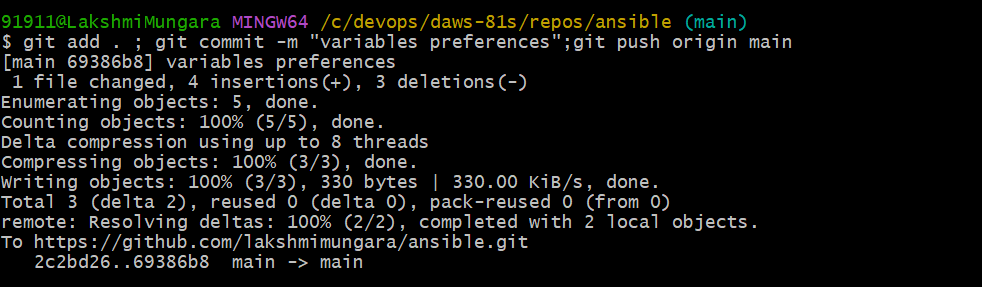 91911@LakshmiMungara MINGW64 /c/devops/daws-81s/repos/ansible (main)
$ git add . ; git commit -m "variables preferences";git push origin main
[main 69386b8] variables preferences
 1 file changed, 4 insertions(+), 3 deletions(-)
Enumerating objects: 5, done.
Counting objects: 100% (5/5), done.
Delta compression using up to 8 threads
Compressing objects: 100% (3/3), done.
Writing objects: 100% (3/3), 330 bytes | 330.00 KiB/s, done.
Total 3 (delta 2), reused 0 (delta 0), pack-reused 0 (from 0)
remote: Resolving deltas: 100% (2/2), completed with 2 local objects.
To https://github.com/lakshmimungara/ansible.git
   2c2bd26..69386b8  main -> main